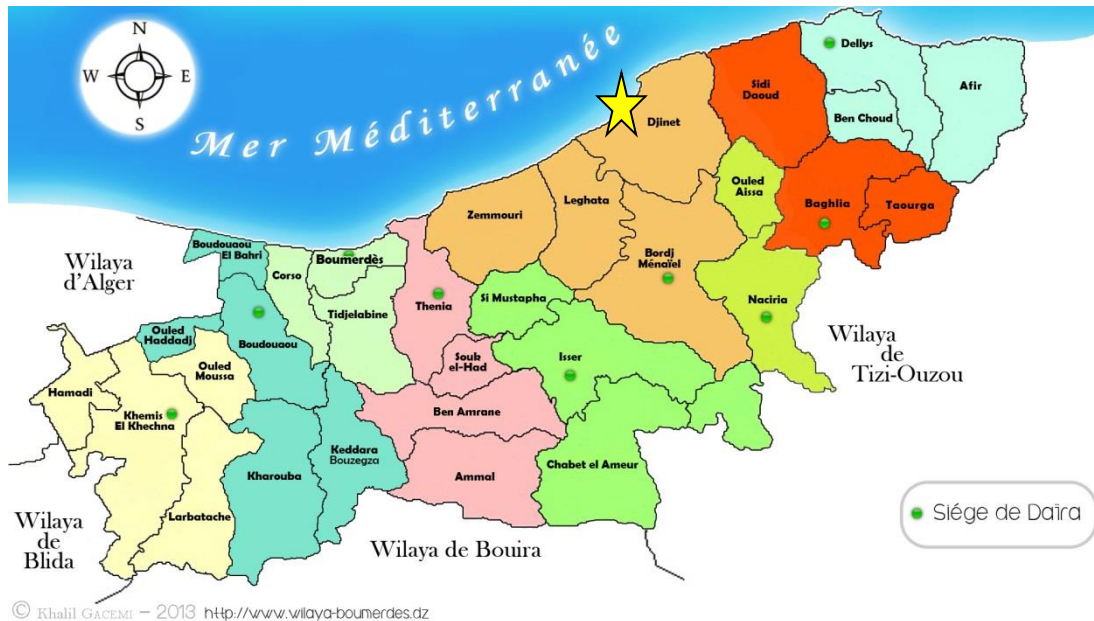 N
W
E
S
Mer Méditerranée
Dellys
Afir
Sidi
Daoud
Djinet
Ben Choud
Ouled
Aissa
Baghlia
Taourga
Leghata
Zemmouri
Bordj
Ménaïel
Boudouaou
El Bahri
Boumerdès
Wilaya
d'Alger
Corso
Thenia
Si Mustapha
Naciria
Tidjelabine
Ouled
Haddadj
Boudouaou
Wilaya
de
Tizi-Ouzou
Souk
el-Had
Isser
Ouled
Moussa
Hamadi
Khemis
El Khechna
Ben Amrane
Keddara
Bouzegza
Kharouba
Ammal
Chabet el Ameur
Larbatache
Siége de Daïra
Wilaya
de
Blida
Wilaya de Bouira
© Khalil GACEMI – 2013 http://www.wilaya-boumerdes.dz